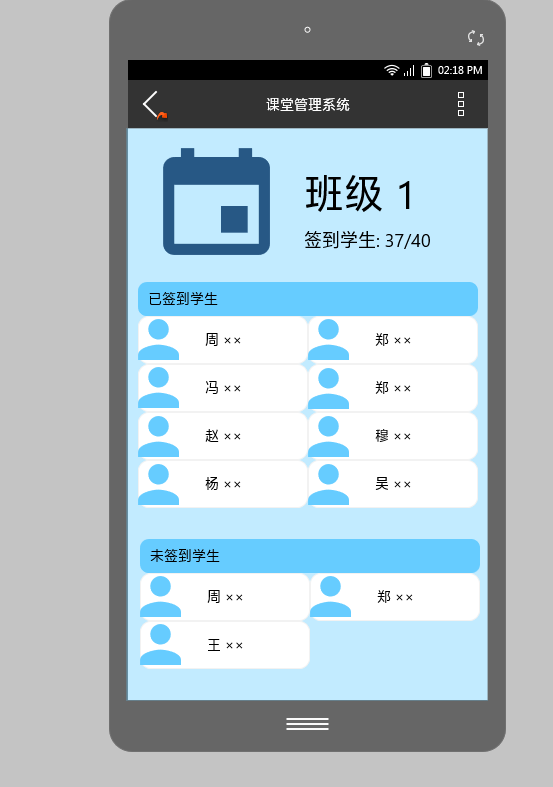 02:18 PM
课堂管理系统
班级 1
签到学生: 37/40
已签到学生
周 ×× 郑 ××
冯 ×× 郑 ××
赵 ×× 穆 ××
杨 ×× 吴 ××
未签到学生
周 ×× 郑 ××
王 ××